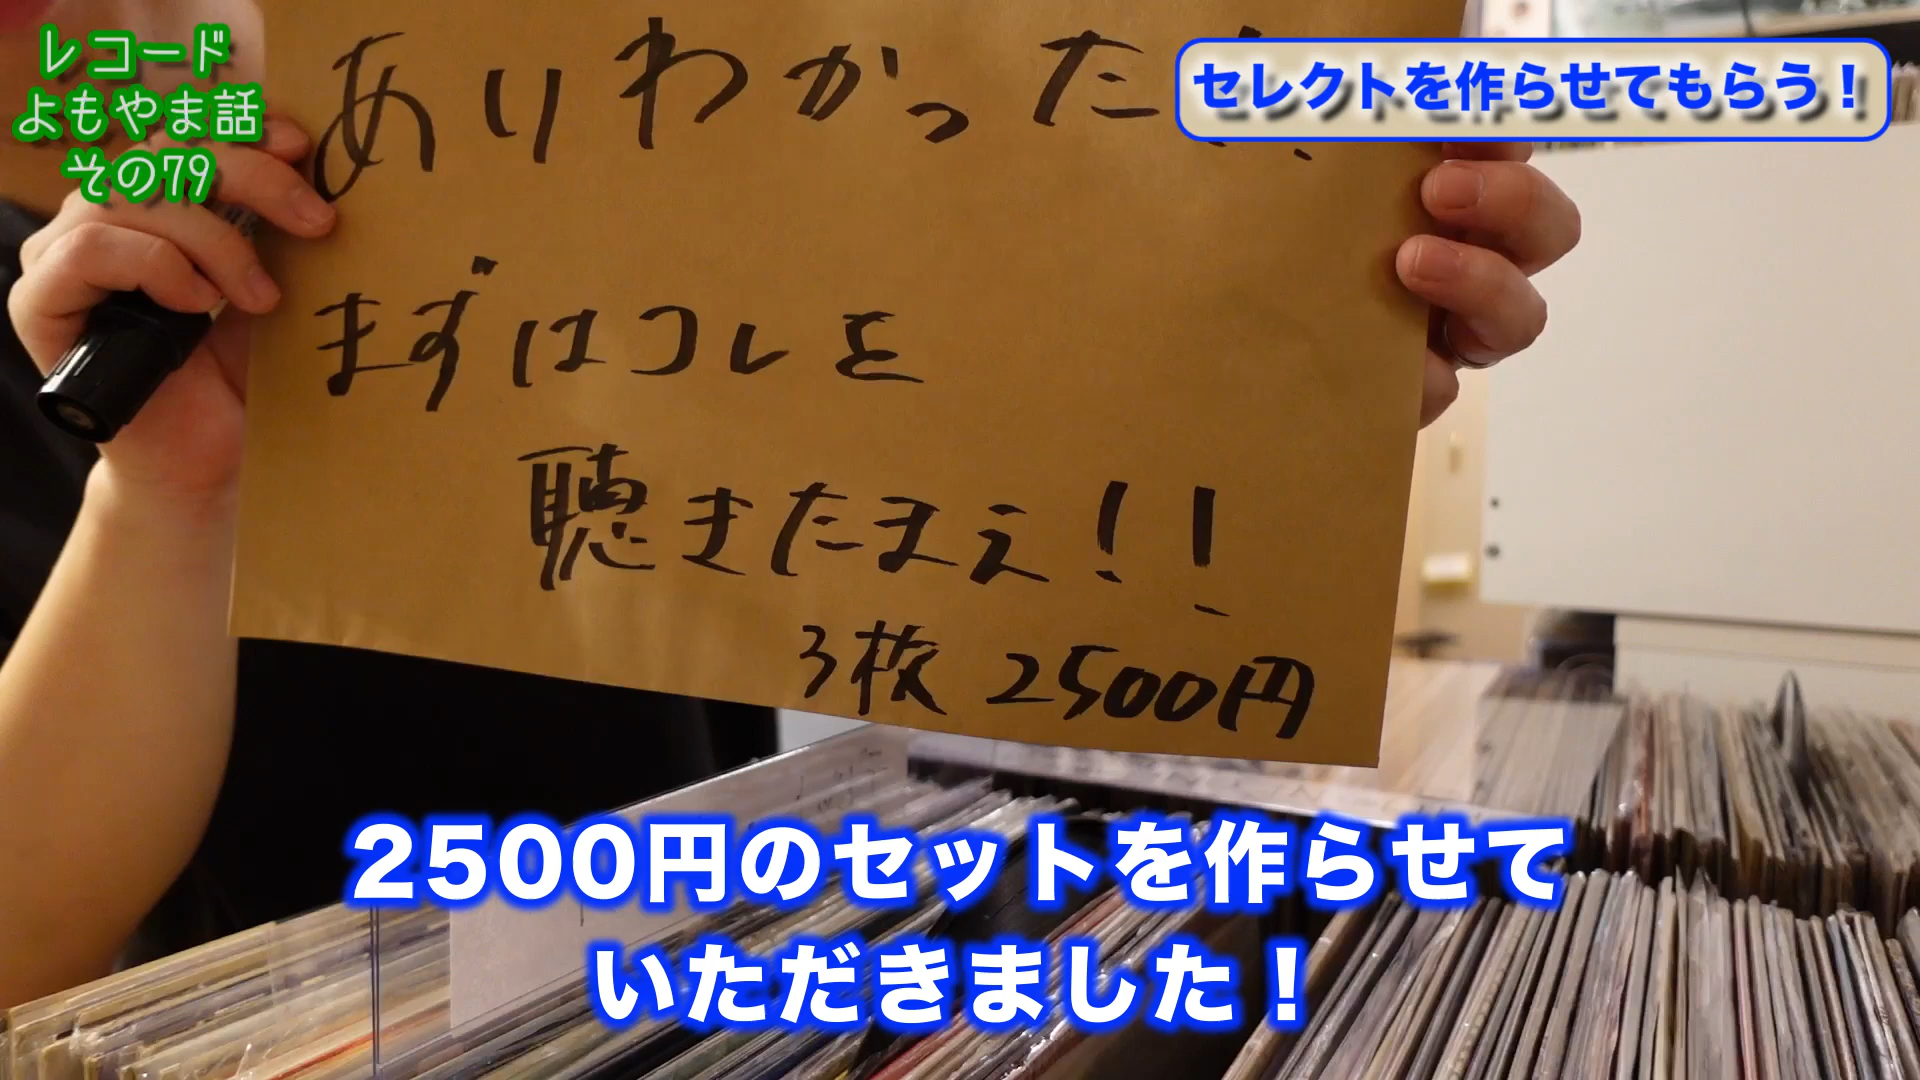 レコード
よもやま話
その79
セレクトを作らせてもらう！
ありわかった
まずはコレを
聴きたまえ！！
3枚 2500円
2500円のセットを作らせて
いただきました！